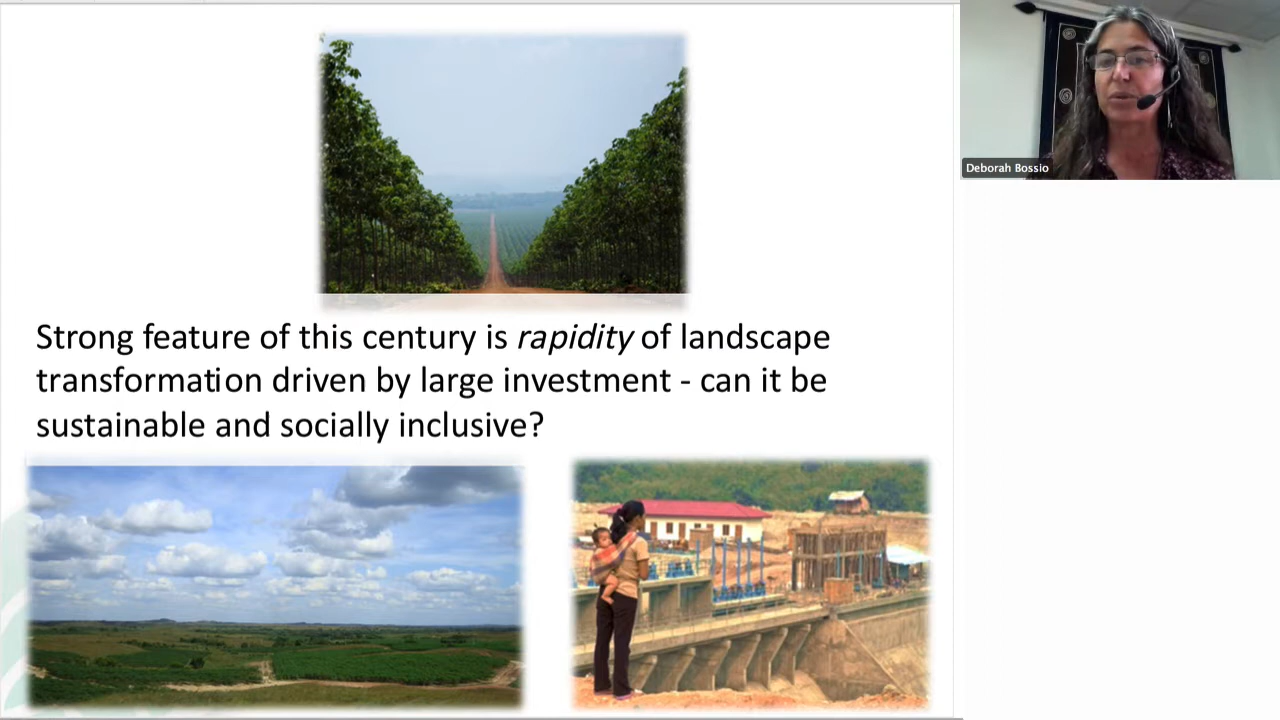 Deborah Bossio
Strong feature of this century is rapidity of landscape
transformation driven by large investment - can it be
sustainable and socially inclusive?